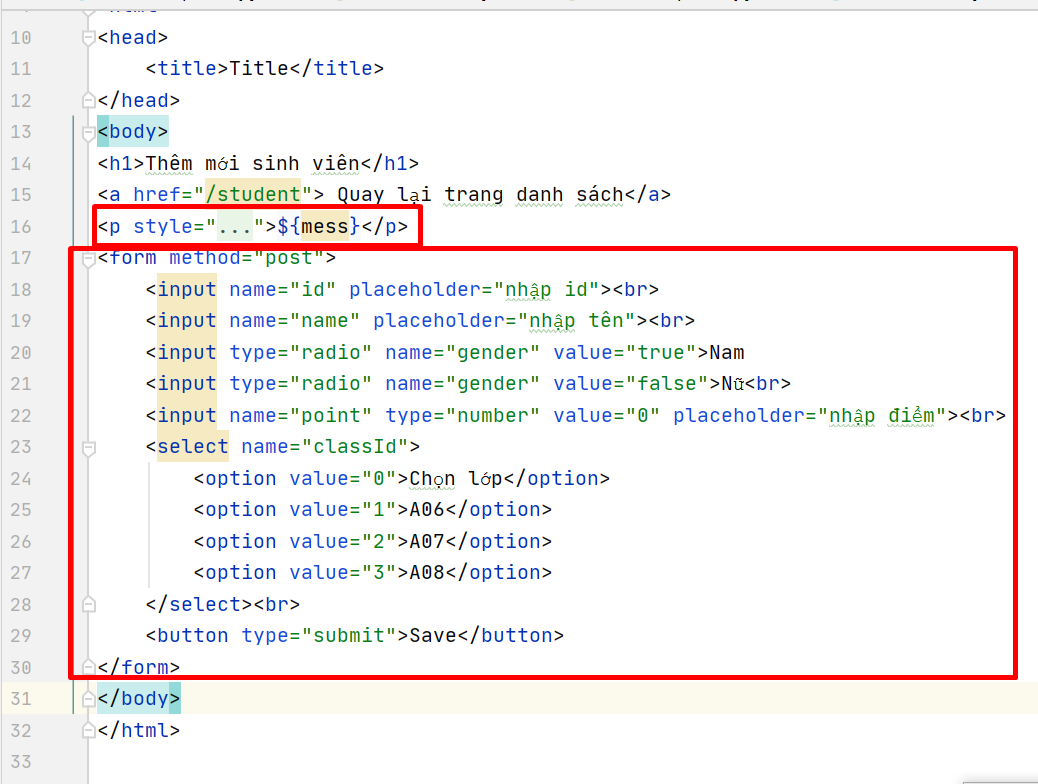 10 <head>
11 <title>Title</title>
12 </head>
13 <body>
14 <h1>Thêm mới sinh viên</h1>
15 <a href="/student"> Quay lại trang danh sách</a>
16 <p style="...">${mess}</p>
17 <form method="post">
18 <input name="id" placeholder="nhập id"><br>
19 <input name="name" placeholder="nhập tên"><br>
20 <input type="radio" name="gender" value="true">Nam
21 <input type="radio" name="gender" value="false">Nữ<br>
22 <input name="point" type="number" value="0" placeholder="nhập điểm"><br>
23 <select name="classId">
24 <option value="0">Chọn lớp</option>
25 <option value="1">A06</option>
26 <option value="2">A07</option>
27 <option value="3">A08</option>
28 </select><br>
29 <button type="submit">Save</button>
30 </form>
31 </body>
32 </html>
33